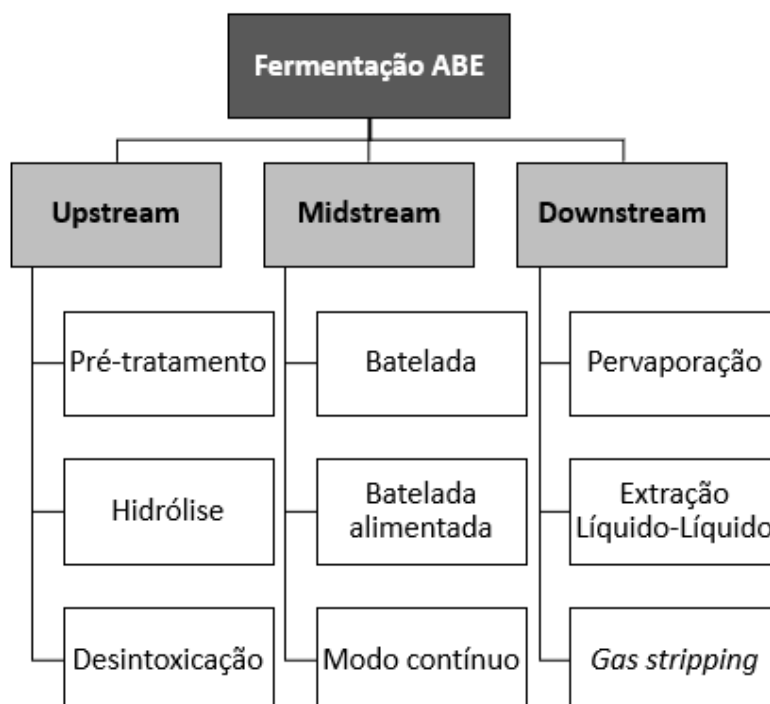 Fermentação ABE
Upstream
Midstream
Downstream
Pré-tratamento
Batelada
Pervaporação
Hidrólise
Batelada
alimentada
Extração
Líquido-Líquido
Desintoxicação
Modo contínuo
Gas stripping